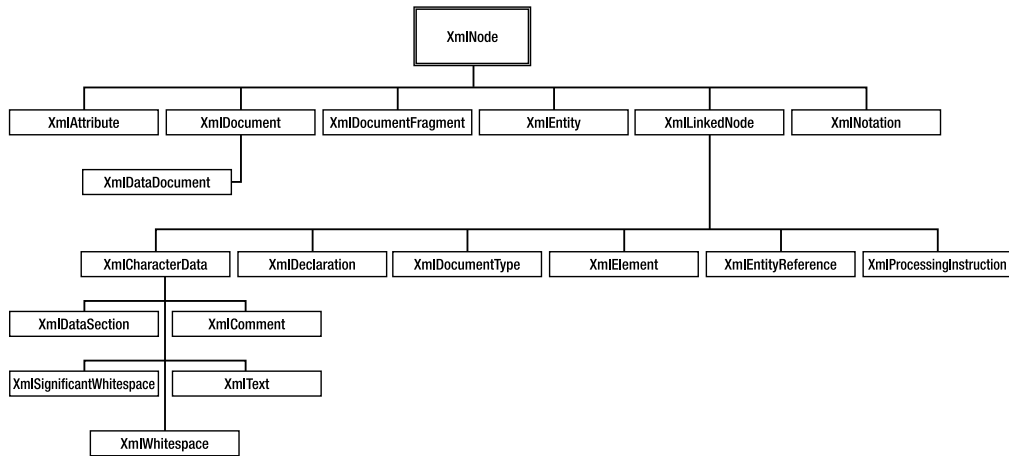 XmlNode
XmlAttribute
XmlDocument
XmlDocumentFragment
XmlEntity
XmlLinkedNode
XmlNotation
XmlDataDocument
XmlCharacterData
XmlDeclaration
XmlDocumentType
XmlElement
XmlEntityReference
XmlProcessingInstruction
XmlDataSection
XmlComment
XmlSignificantWhitespace
XmlText
XmlWhitespace